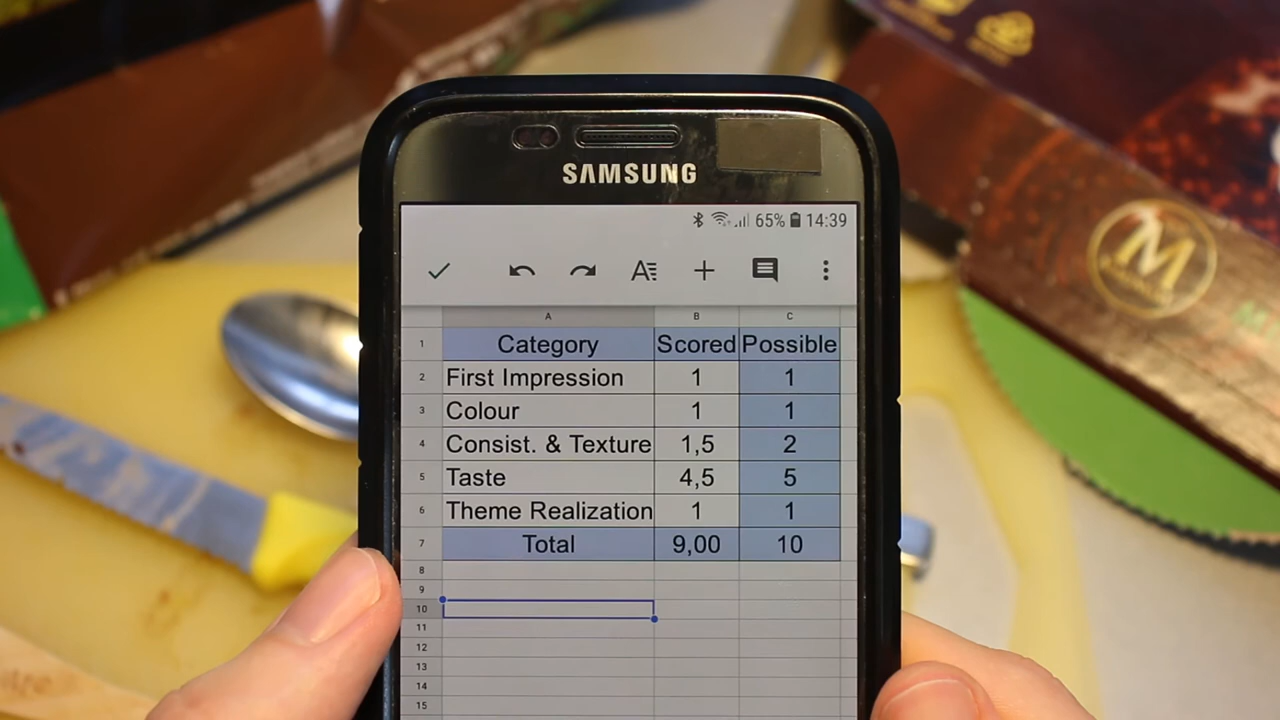 SAMSUNG
65% 14:39
A B C
1 Category Scored Possible
2 First Impression 1 1
3 Colour 1 1
4 Consist. & Texture 1,5 2
5 Taste 4,5 5
6 Theme Realization 1 1
7 Total 9,00 10
8
9
10
11
12
13
14
15
M